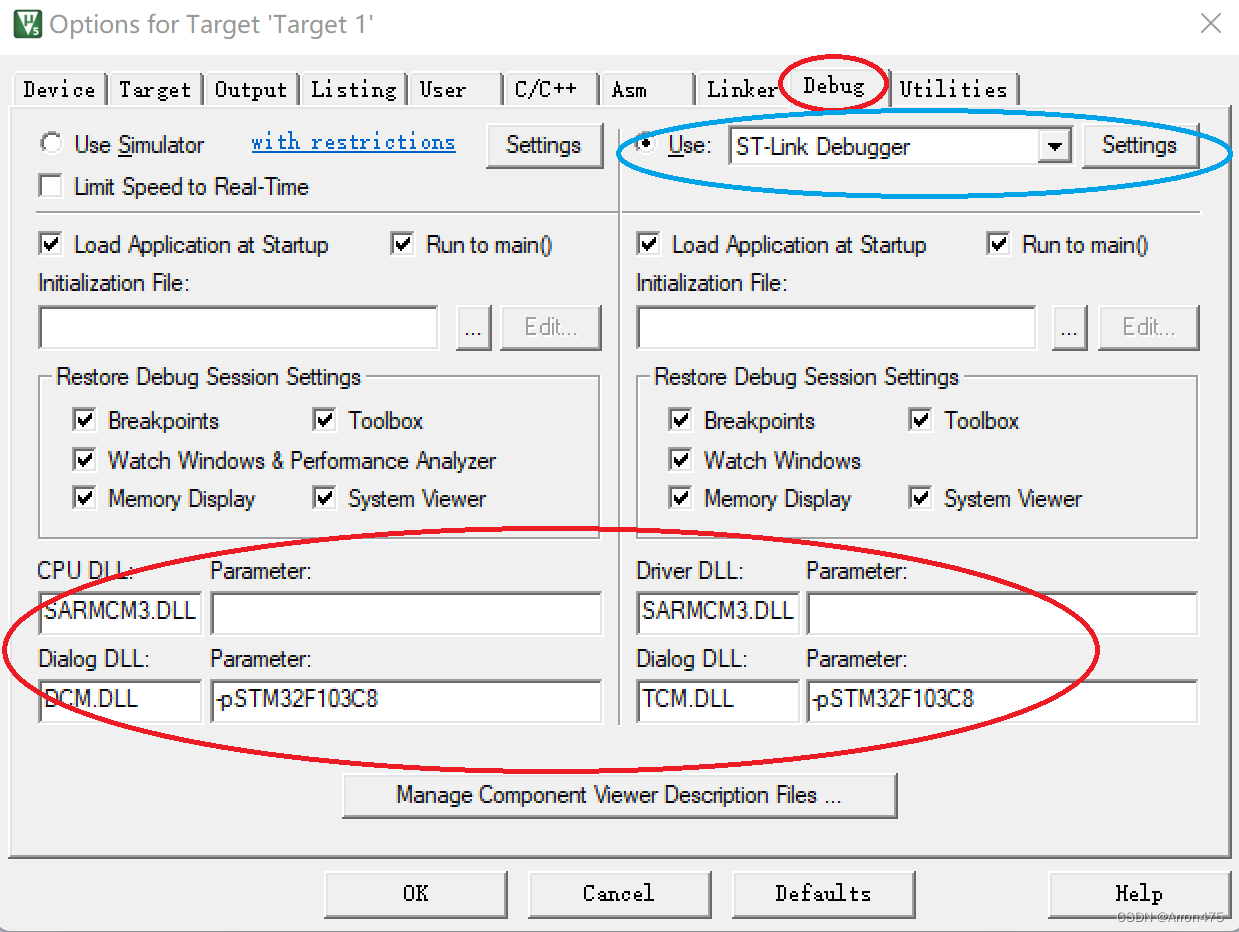 Options for Target 'Target 1'
Device Target Output Listing User C/C++ Asm Linker Debug Utilities
Use Simulator with restrictions Settings Use: ST-Link Debugger Settings
Limit Speed to Real-Time
Load Application at Startup Run to main() Load Application at Startup Run to main()
Initialization File: Initialization File:
... Edit... ... Edit...
Restore Debug Session Settings Restore Debug Session Settings
Breakpoints Toolbox Breakpoints Toolbox
Watch Windows & Performance Analyzer Watch Windows
Memory Display System Viewer Memory Display System Viewer
CPU DLL: Parameter: Driver DLL: Parameter:
SARMCM3.DLL SARMCM3.DLL
Dialog DLL: Parameter: Dialog DLL: Parameter:
DCM.DLL -pSTM32F103C8 TCM.DLL -pSTM32F103C8
Manage Component Viewer Description Files ...
OK Cancel Defaults Help
CSDN @Arron475